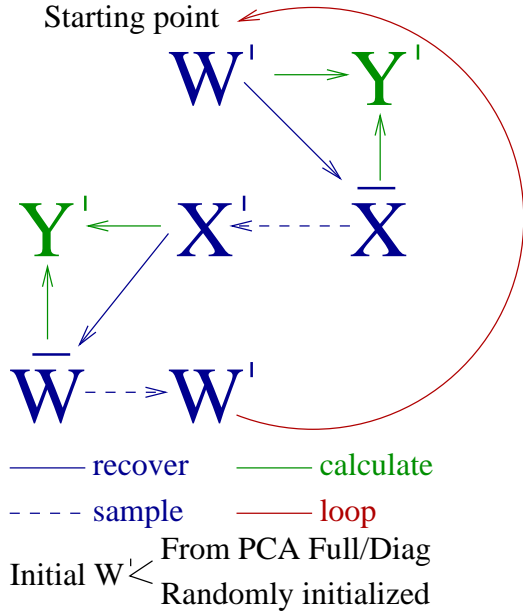 Starting point
W' Y'
Y' X' X̅
W̅ W'
recover calculate
sample loop
Initial W' From PCA Full/Diag
Randomly initialized